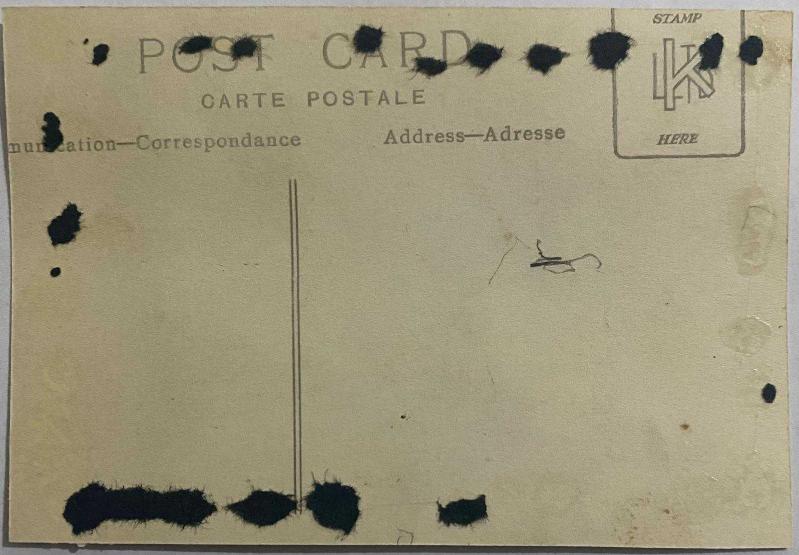 POST CARD
CARTE POSTALE
Correspondance
Address—Adresse
STAMP
HERE